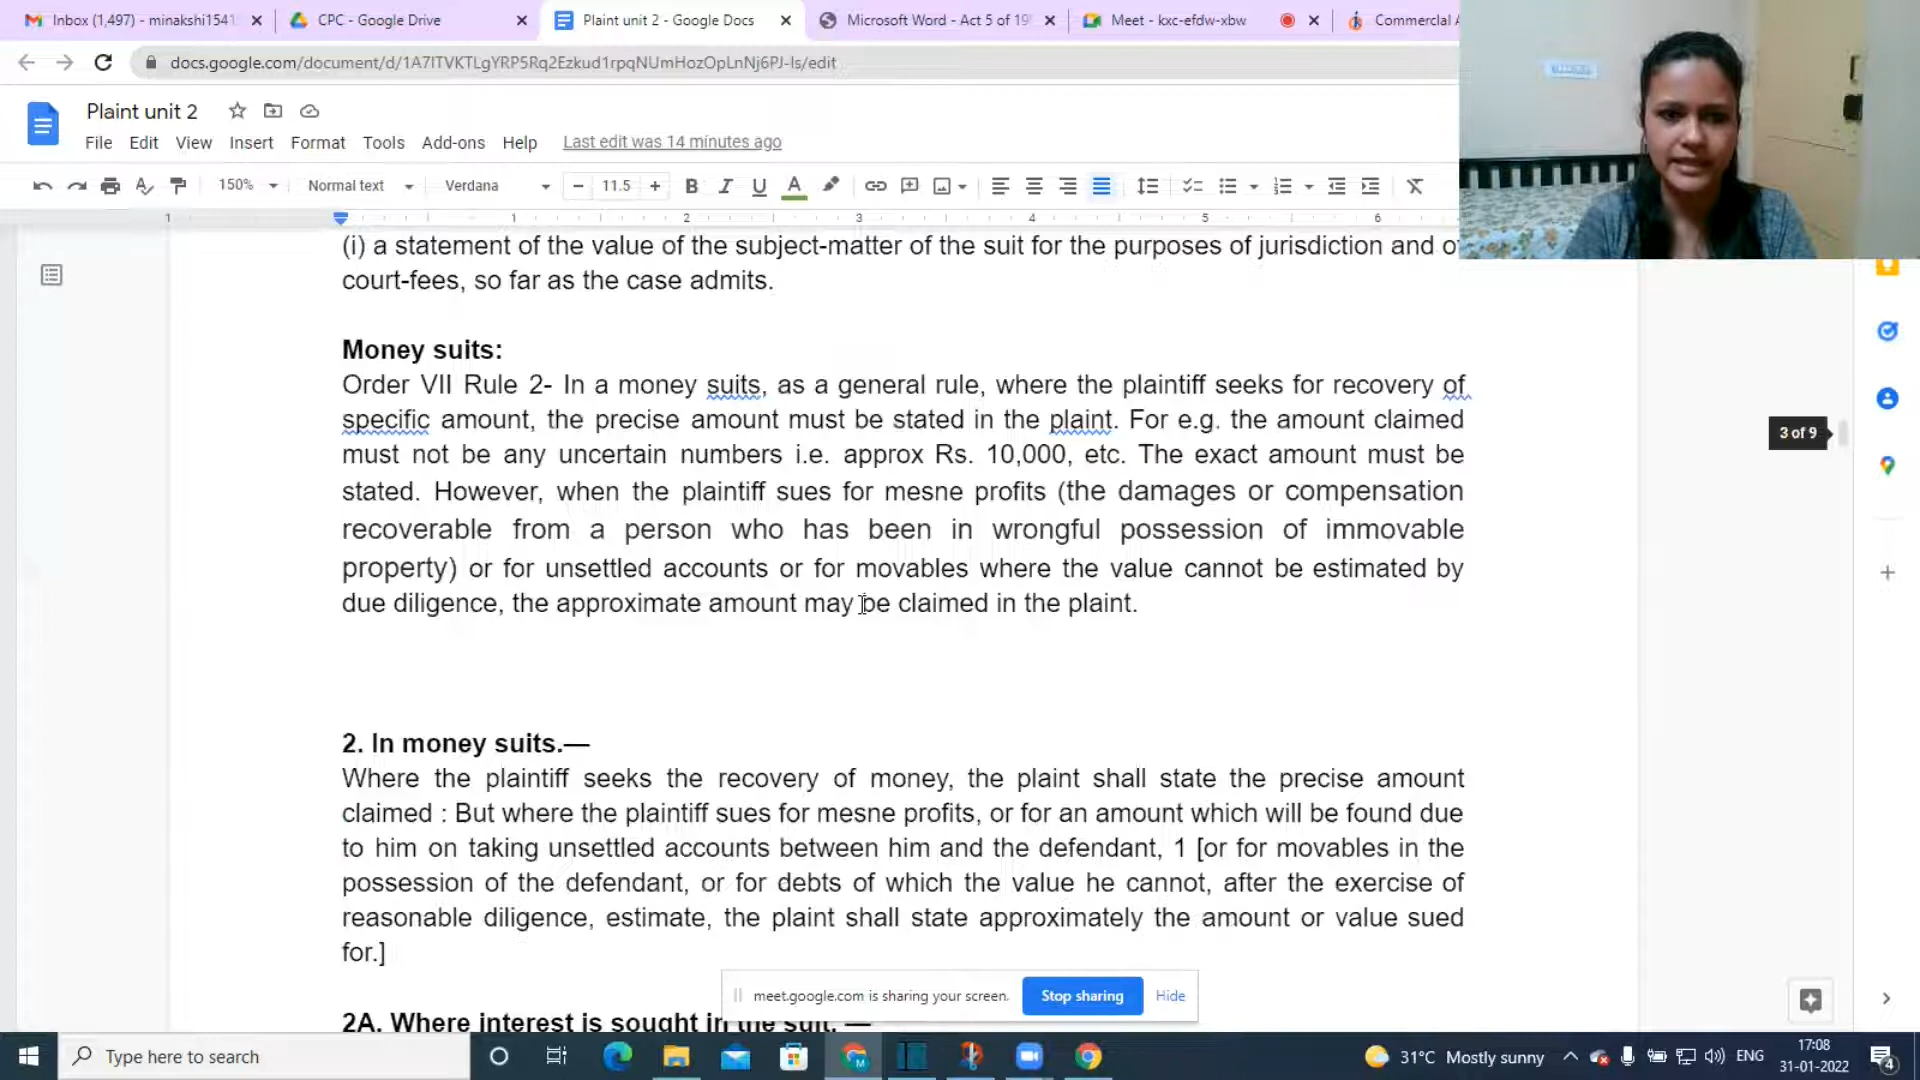 Inbox (1,497) - minakshi1541
CPC - Google Drive
Plaint unit 2 - Google Docs
Microsoft Word - Act 5 of 19
Meet - kxc-efdw-xbw
Commercial A
docs.google.com/document/d/1A7ITVKTLgYRP5Rq2Ezkud1rpqNUmHozOpLnNj6PJ-Is/edit
Plaint unit 2
File Edit View Insert Format Tools Add-ons Help Last edit was 14 minutes ago
150% Normal text Verdana 11.5
1 1 2 3 4 5 6
(i) a statement of the value of the subject-matter of the suit for the purposes of jurisdiction and o
court-fees, so far as the case admits.
Money suits:
Order VII Rule 2- In a money suits, as a general rule, where the plaintiff seeks for recovery of
specific amount, the precise amount must be stated in the plaint. For e.g. the amount claimed
must not be any uncertain numbers i.e. approx Rs. 10,000, etc. The exact amount must be
stated. However, when the plaintiff sues for mesne profits (the damages or compensation
recoverable from a person who has been in wrongful possession of immovable
property) or for unsettled accounts or for movables where the value cannot be estimated by
due diligence, the approximate amount may be claimed in the plaint.
3 of 9
2. In money suits.—
Where the plaintiff seeks the recovery of money, the plaint shall state the precise amount
claimed : But where the plaintiff sues for mesne profits, or for an amount which will be found due
to him on taking unsettled accounts between him and the defendant, 1 [or for movables in the
possession of the defendant, or for debts of which the value he cannot, after the exercise of
reasonable diligence, estimate, the plaint shall state approximately the amount or value sued
for.]
meet.google.com is sharing your screen. Stop sharing Hide
2A. Where interest is sought in the suit. —
Type here to search
31°C Mostly sunny
ENG
17:08
31-01-2022
4